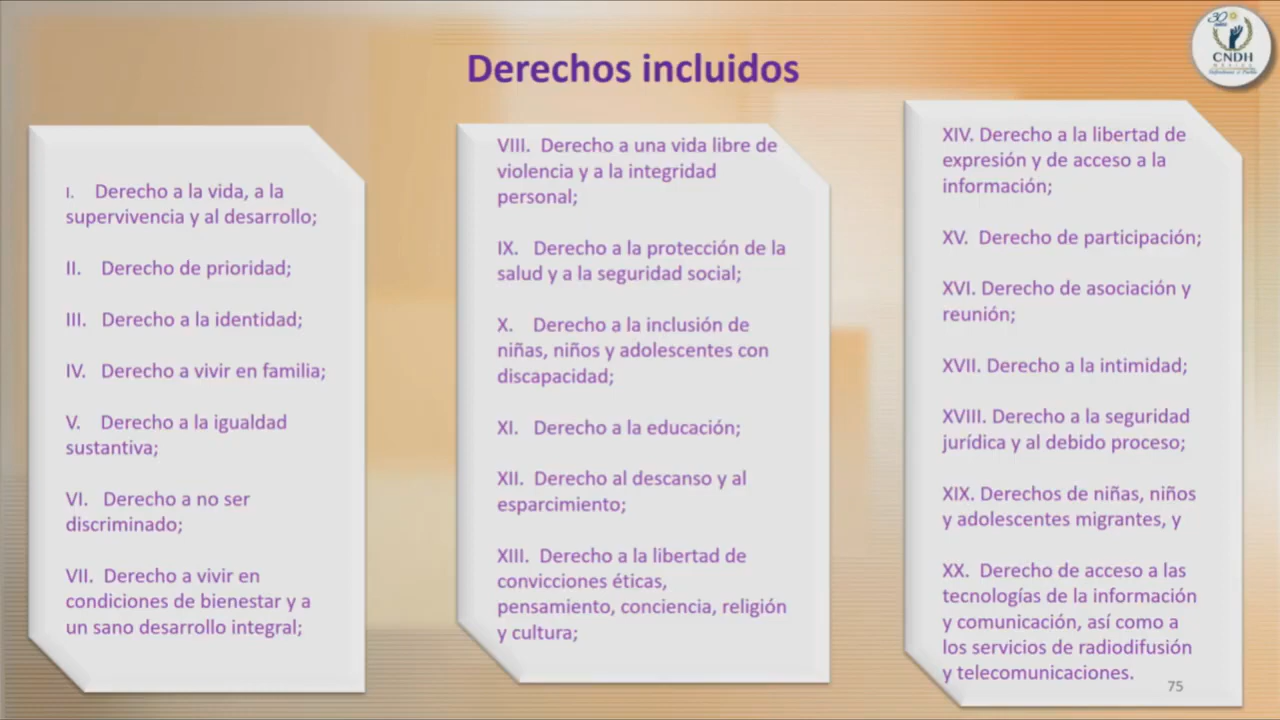 Derechos incluidos
30
CNDH
MÉXICO
I. Derecho a la vida, a la
supervivencia y al desarrollo;
II. Derecho de prioridad;
III. Derecho a la identidad;
IV. Derecho a vivir en familia;
V. Derecho a la igualdad
sustantiva;
VI. Derecho a no ser
discriminado;
VII. Derecho a vivir en
condiciones de bienestar y a
un sano desarrollo integral;
VIII. Derecho a una vida libre de
violencia y a la integridad
personal;
IX. Derecho a la protección de la
salud y a la seguridad social;
X. Derecho a la inclusión de
niñas, niños y adolescentes con
discapacidad;
XI. Derecho a la educación;
XII. Derecho al descanso y al
esparcimiento;
XIII. Derecho a la libertad de
convicciones éticas,
pensamiento, conciencia, religión
y cultura;
XIV. Derecho a la libertad de
expresión y de acceso a la
información;
XV. Derecho de participación;
XVI. Derecho de asociación y
reunión;
XVII. Derecho a la intimidad;
XVIII. Derecho a la seguridad
jurídica y al debido proceso;
XIX. Derechos de niñas, niños
y adolescentes migrantes, y
XX. Derecho de acceso a las
tecnologías de la información
y comunicación, así como a
los servicios de radiodifusión
y telecomunicaciones.
75